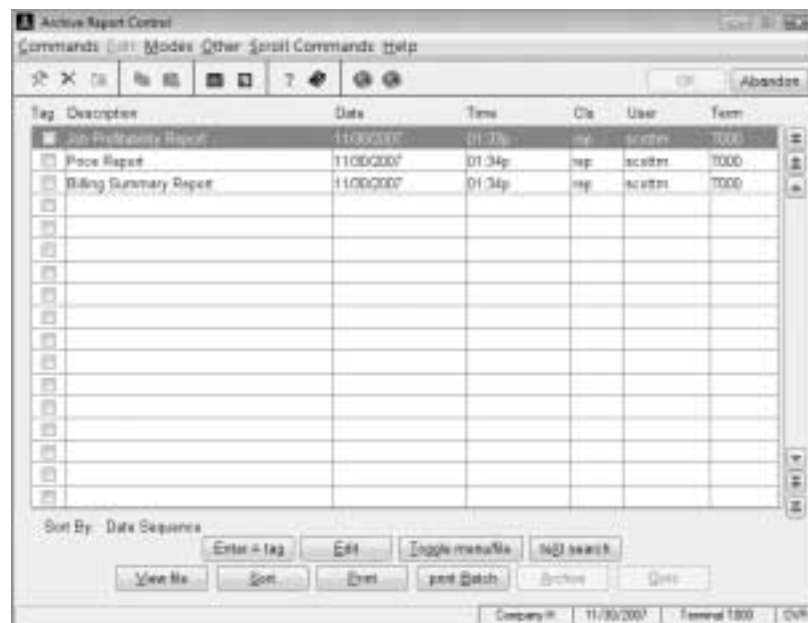 Archive Report Control
Commands Edit Modes Other Scroll Commands Help
OK Abandon
Tag Description Date Time Cls User Term
Job Profitability Report 11/30/2007 01:33p rep scottm T000
Price Report 11/30/2007 01:34p rep scottm T000
Billing Summary Report 11/30/2007 01:34p rep scottm T000
Sort By: Date Sequence
Enter = tag Edit Toggle menu/file teXt search
View file Sort Print print Batch Archive
Company H 11/30/2007 Terminal T000 OVR